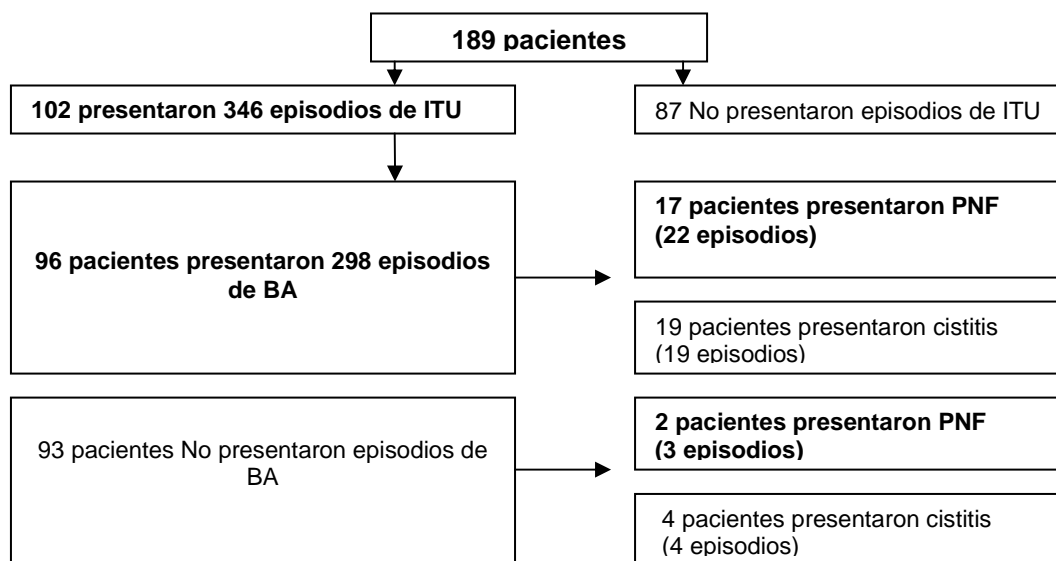 189 pacientes
102 presentaron 346 episodios de ITU
87 No presentaron episodios de ITU
96 pacientes presentaron 298 episodios
de BA
17 pacientes presentaron PNF
(22 episodios)
19 pacientes presentaron cistitis
(19 episodios)
93 pacientes No presentaron episodios de
BA
2 pacientes presentaron PNF
(3 episodios)
4 pacientes presentaron cistitis
(4 episodios)